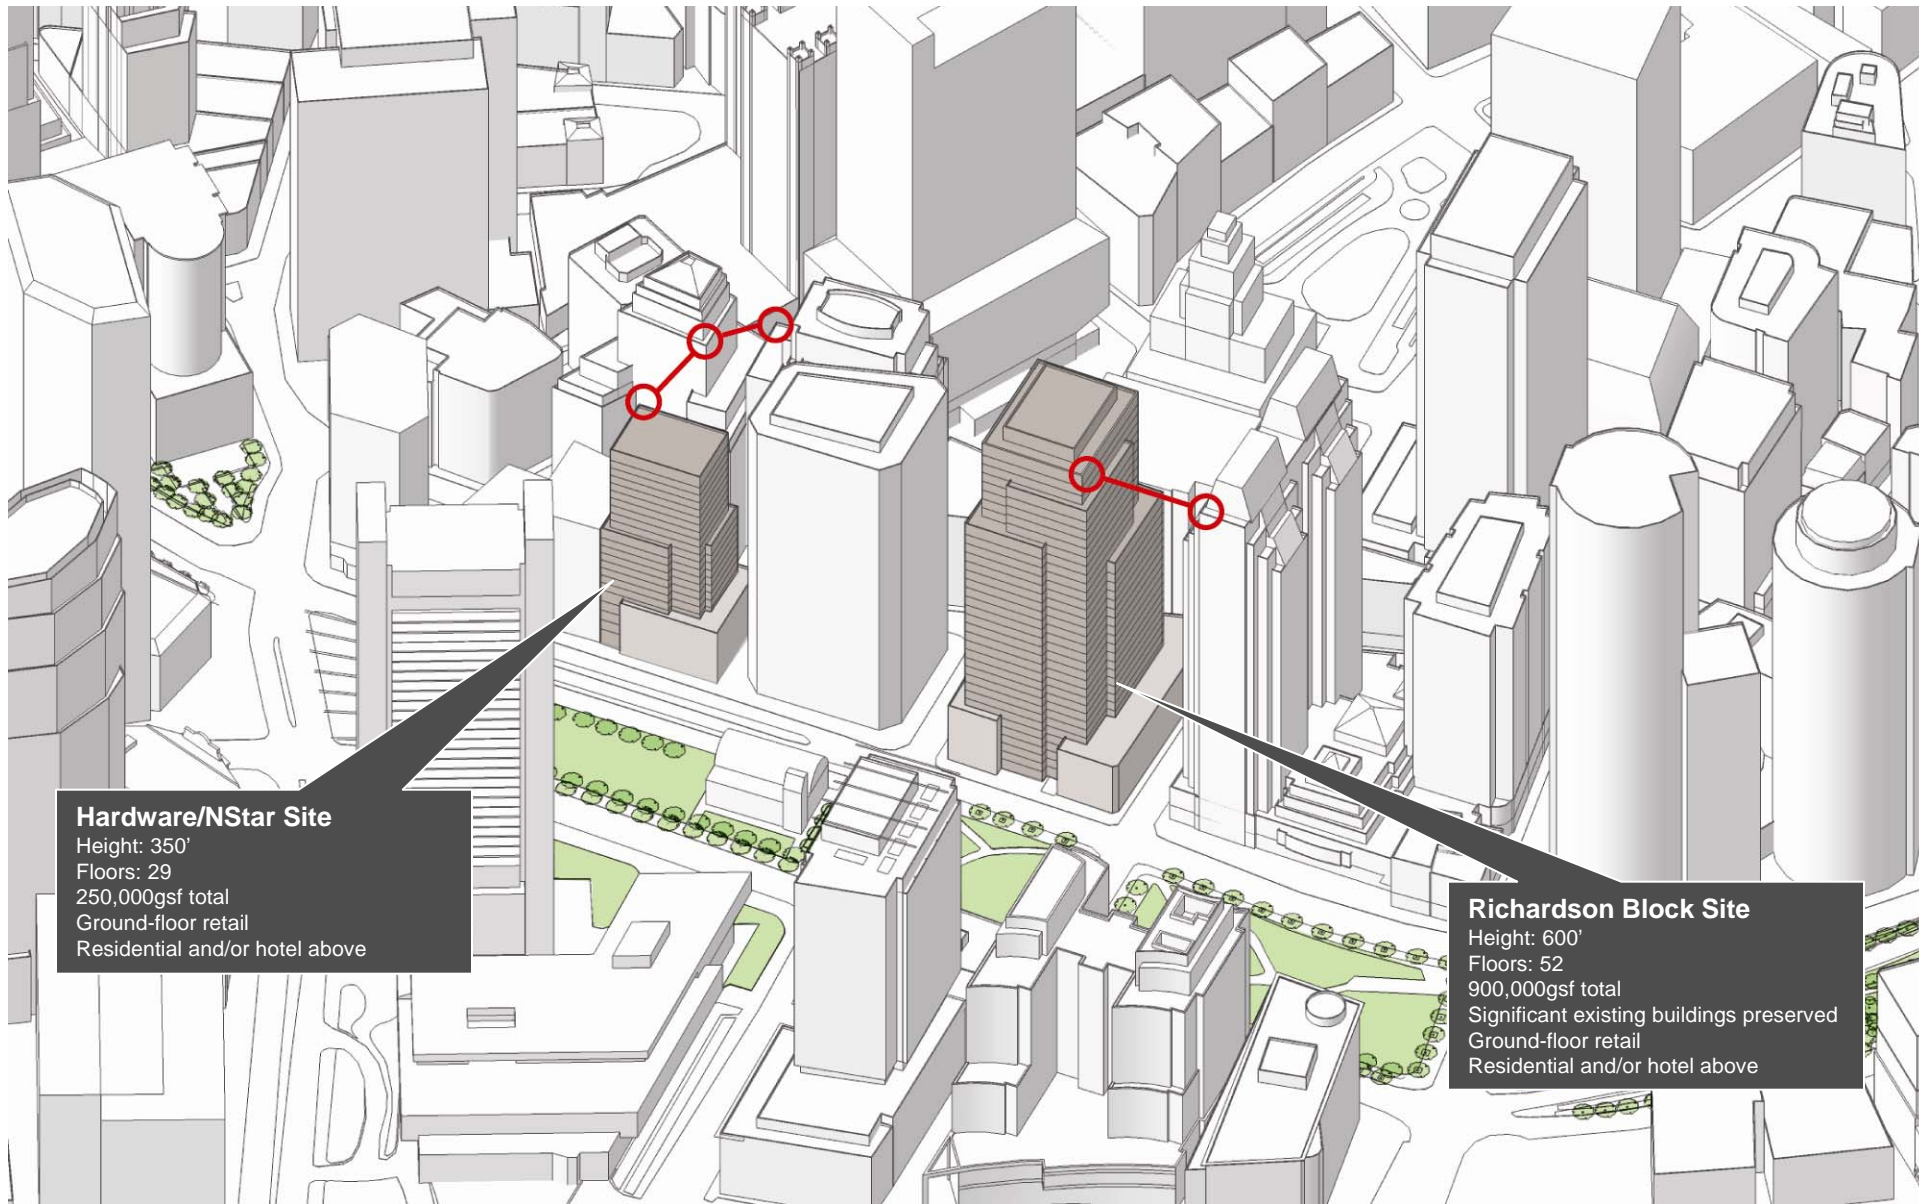 Hardware/NStar Site
Height: 350’
Floors: 29
250,000gsf total
Ground-floor retail
Residential and/or hotel above
Richardson Block Site
Height: 600’
Floors: 52
900,000gsf total
Significant existing buildings preserved
Ground-floor retail
Residential and/or hotel above